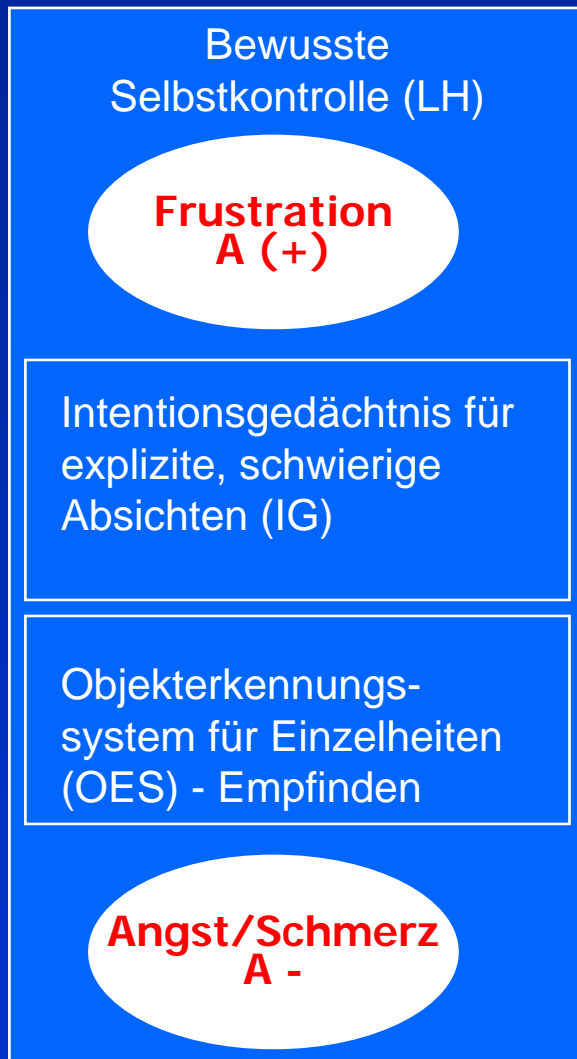 Bewusste
Selbstkontrolle (LH)
Frustration
A (+)
Intentionsgedächtnis für
explizite, schwierige
Absichten (IG)
Objekterkennungs-
system für Einzelheiten
(OES) - Empfinden
Angst/Schmerz
A -